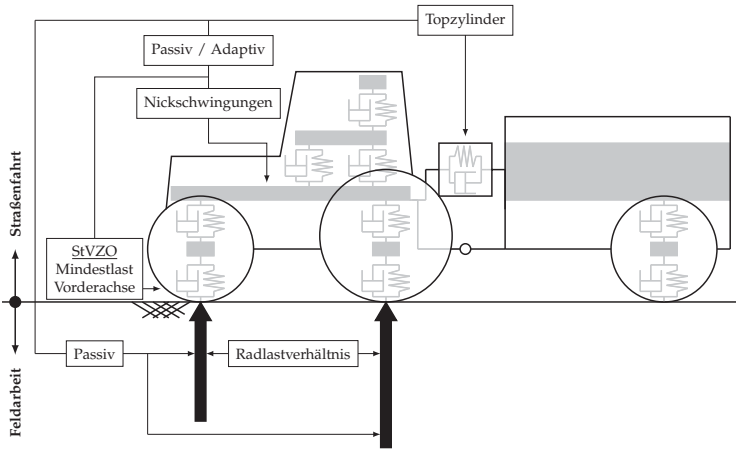 Topzylinder
Passiv / Adaptiv
Nickschwingungen
Straßenfahrt
StVZO
Mindestlast
Vorderachse
Passiv
Radlastverhältnis
Feldarbeit